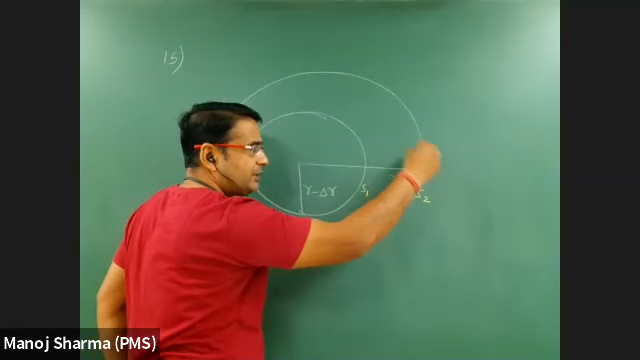 15)
r-Δr
S₁
S₂
Manoj Sharma (PMS)